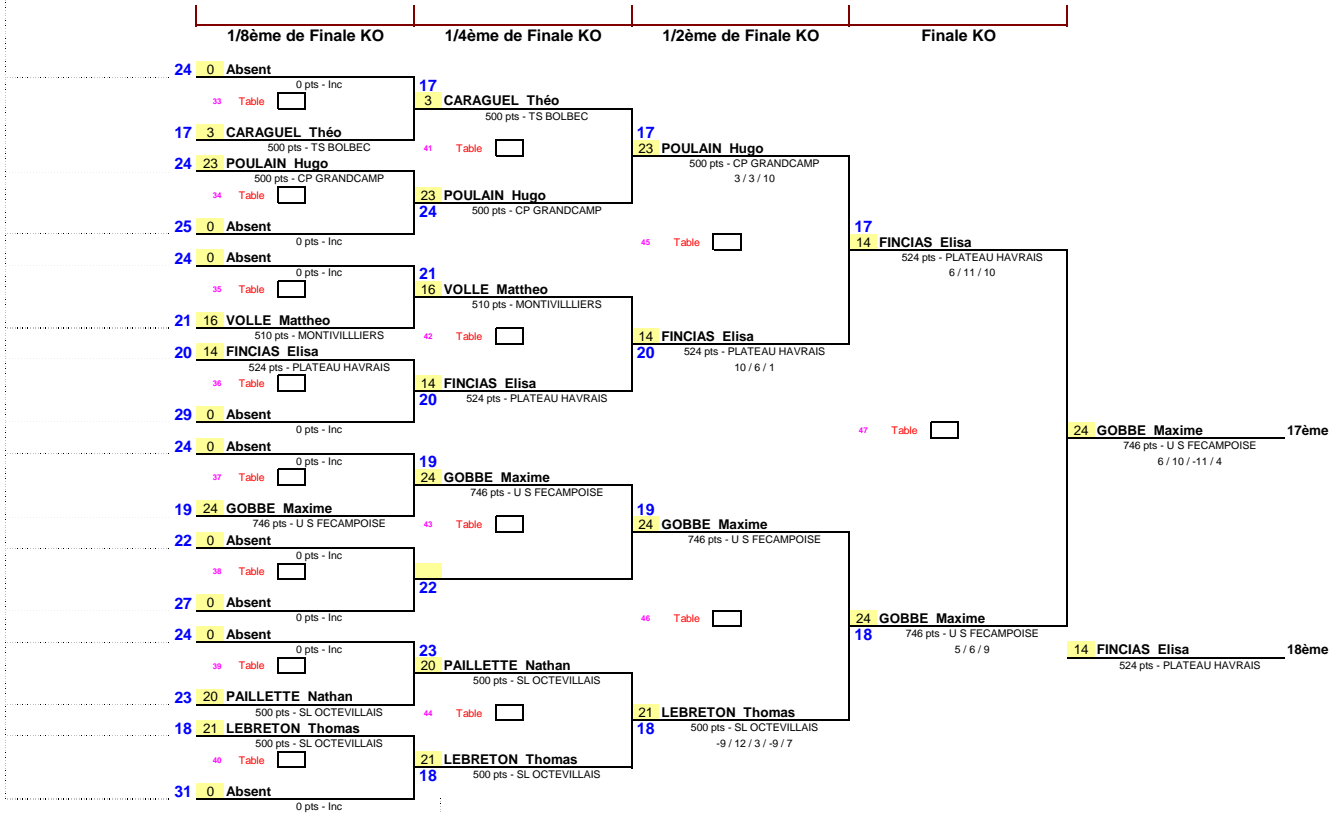 1/8ème de Finale KO 1/4ème de Finale KO 1/2ème de Finale KO Finale KO
24 0 Absent
0 pts - Inc
33 Table
17 3 CARAGUEL Théo
500 pts - TS BOLBEC
24 23 POULAIN Hugo
500 pts - CP GRANDCAMP
34 Table
25 0 Absent
0 pts - Inc
24 0 Absent
0 pts - Inc
35 Table
21 16 VOLLE Mattheo
510 pts - MONTIVILLLIERS
20 14 FINCIAS Elisa
524 pts - PLATEAU HAVRAIS
36 Table
29 0 Absent
0 pts - Inc
24 0 Absent
0 pts - Inc
37 Table
19 24 GOBBE Maxime
746 pts - U S FECAMPOISE
22 0 Absent
0 pts - Inc
38 Table
27 0 Absent
0 pts - Inc
24 0 Absent
0 pts - Inc
39 Table
23 20 PAILLETTE Nathan
500 pts - SL OCTEVILLAIS
18 21 LEBRETON Thomas
500 pts - SL OCTEVILLAIS
40 Table
31 0 Absent
0 pts - Inc
17
3 CARAGUEL Théo
500 pts - TS BOLBEC
41 Table
23 POULAIN Hugo
24 500 pts - CP GRANDCAMP
21
16 VOLLE Mattheo
510 pts - MONTIVILLLIERS
42 Table
14 FINCIAS Elisa
20 524 pts - PLATEAU HAVRAIS
19
24 GOBBE Maxime
746 pts - U S FECAMPOISE
43 Table
22
23
20 PAILLETTE Nathan
500 pts - SL OCTEVILLAIS
44 Table
21 LEBRETON Thomas
18 500 pts - SL OCTEVILLAIS
17
23 POULAIN Hugo
500 pts - CP GRANDCAMP
3 / 3 / 10
45 Table
14 FINCIAS Elisa
20 524 pts - PLATEAU HAVRAIS
10 / 6 / 1
19
24 GOBBE Maxime
746 pts - U S FECAMPOISE
46 Table
21 LEBRETON Thomas
18 500 pts - SL OCTEVILLAIS
-9 / 12 / 3 / -9 / 7
17
14 FINCIAS Elisa
524 pts - PLATEAU HAVRAIS
6 / 11 / 10
47 Table
24 GOBBE Maxime
18 746 pts - U S FECAMPOISE
5 / 6 / 9
24 GOBBE Maxime 17ème
746 pts - U S FECAMPOISE
6 / 10 / -11 / 4
14 FINCIAS Elisa 18ème
524 pts - PLATEAU HAVRAIS